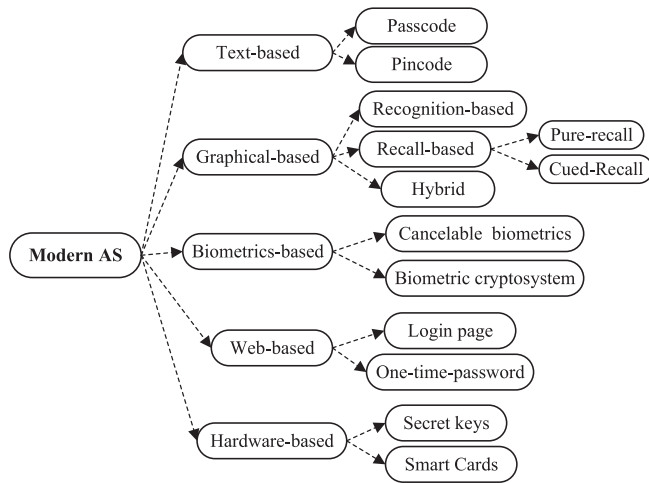 Passcode
Text-based
Pincode
Recognition-based
Graphical-based
Recall-based
Pure-recall
Cued-Recall
Hybrid
Modern AS
Biometrics-based
Cancelable biometrics
Biometric cryptosystem
Web-based
Login page
One-time-password
Hardware-based
Secret keys
Smart Cards